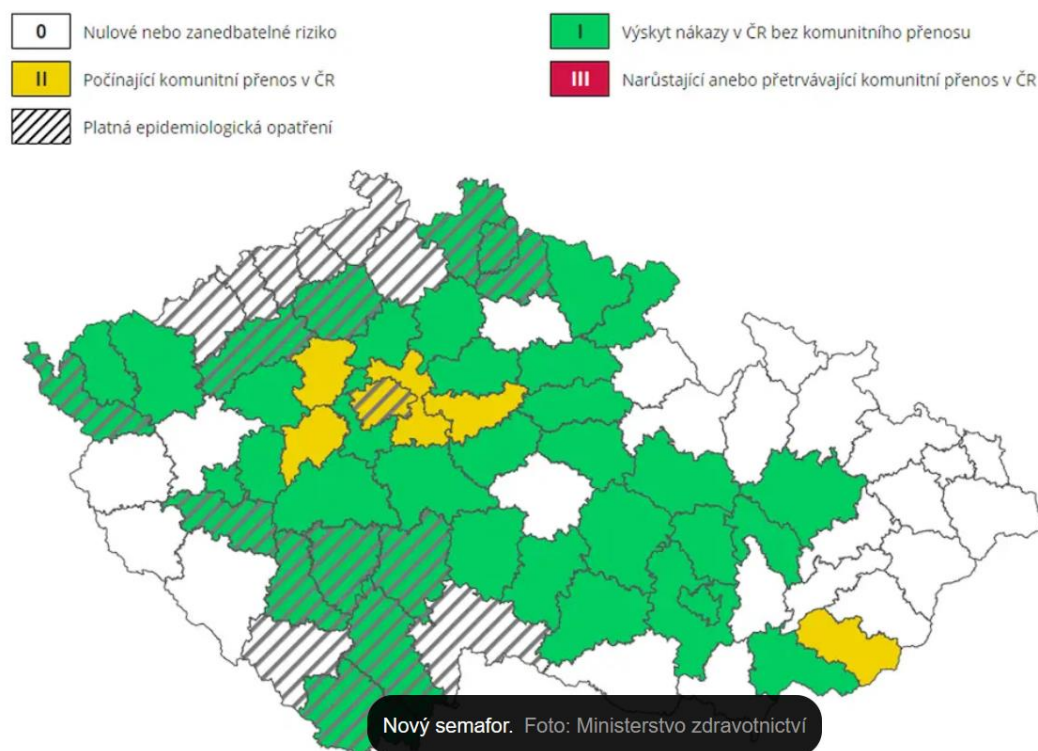 0 Nulové nebo zanedbatelné riziko
I Výskyt nákazy v ČR bez komunitního přenosu
II Počínající komunitní přenos v ČR
III Narůstající anebo přetrvávající komunitní přenos v ČR
Platná epidemiologická opatření
Nový semafor. Foto: Ministerstvo zdravotnictví